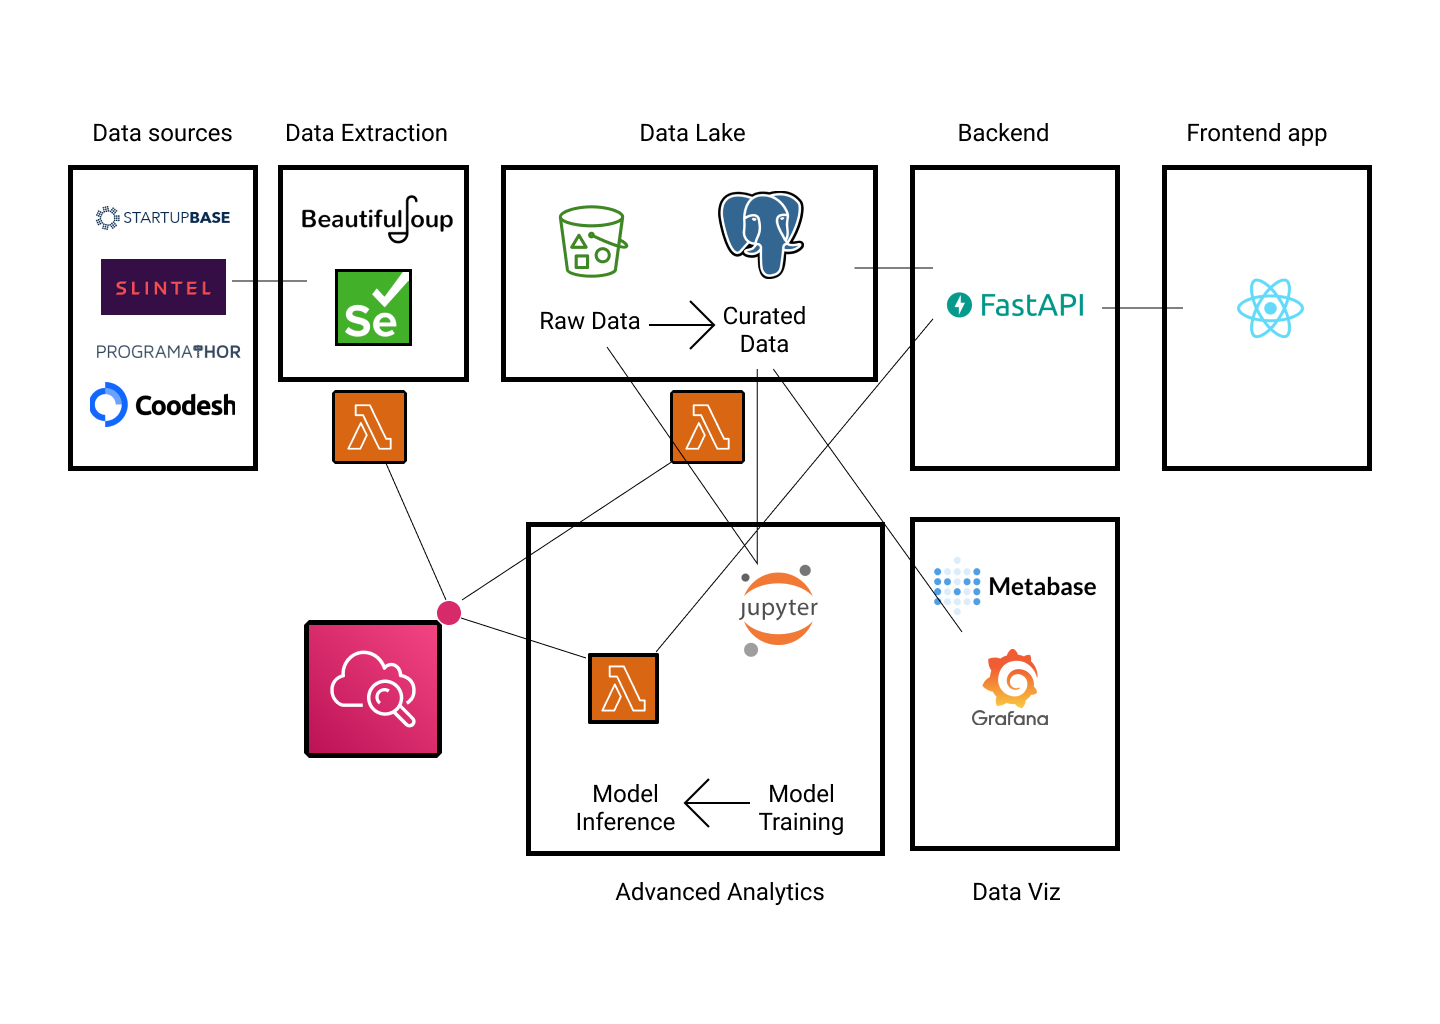 Data sources
Data Extraction
Data Lake
Backend
Frontend app
STARTUPBASE
SLINTEL
PROGRAMATHOR
Coodesh
BeautifulSoup
Se
Raw Data
Curated
Data
FastAPI
jupyter
Model
Inference
Model
Training
Metabase
Grafana
Advanced Analytics
Data Viz